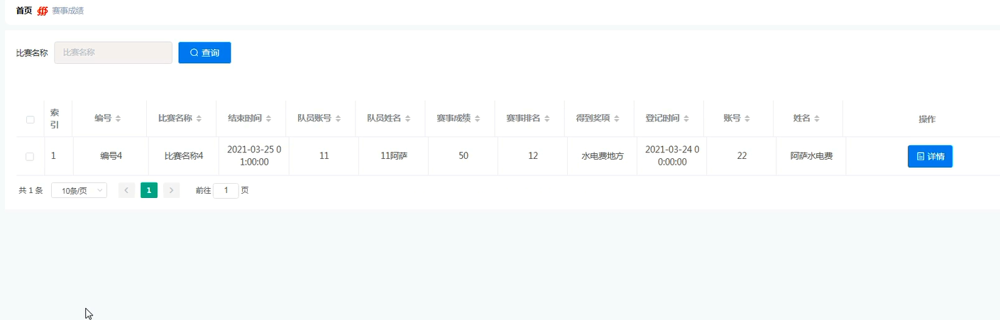 首页 赛事成绩
比赛名称 比赛名称 查询
索
引
编号 比赛名称 结束时间 队员账号 队员姓名 赛事成绩 赛事排名 得到奖项 登记时间 账号 姓名 操作
1 编号4 比赛名称4 2021-03-25 0 11 11阿萨 50 12 水电费地方 2021-03-24 0 22 阿萨水电费 详情
1:00:00 0:00:00
共 1 条 10条/页 1 前往 1 页